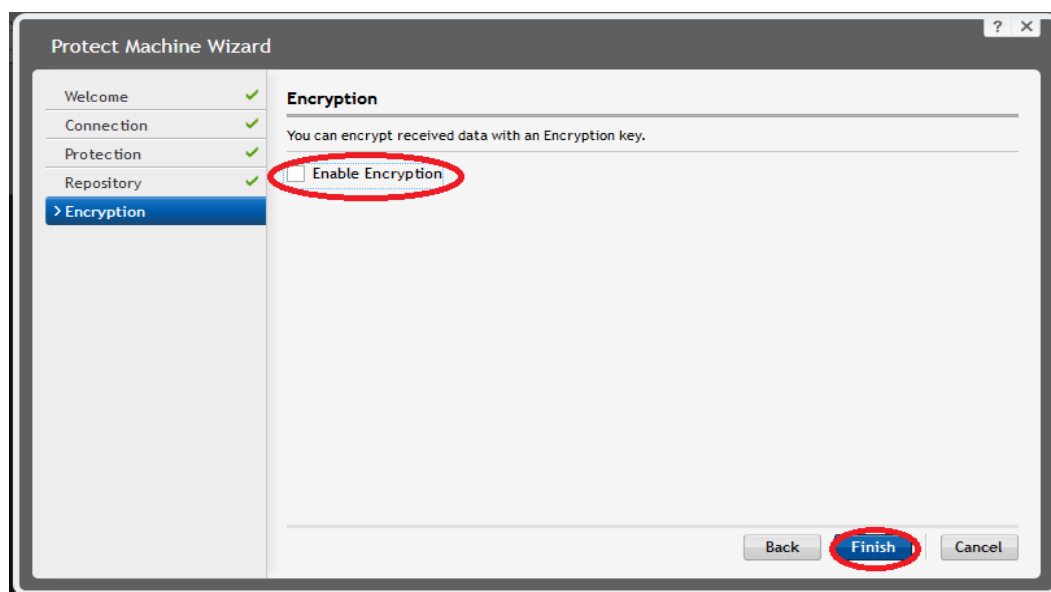 ? X
Protect Machine Wizard
Welcome
Connection
Protection
Repository
> Encryption
Encryption
You can encrypt received data with an Encryption key.
Enable Encryption
Back Finish Cancel